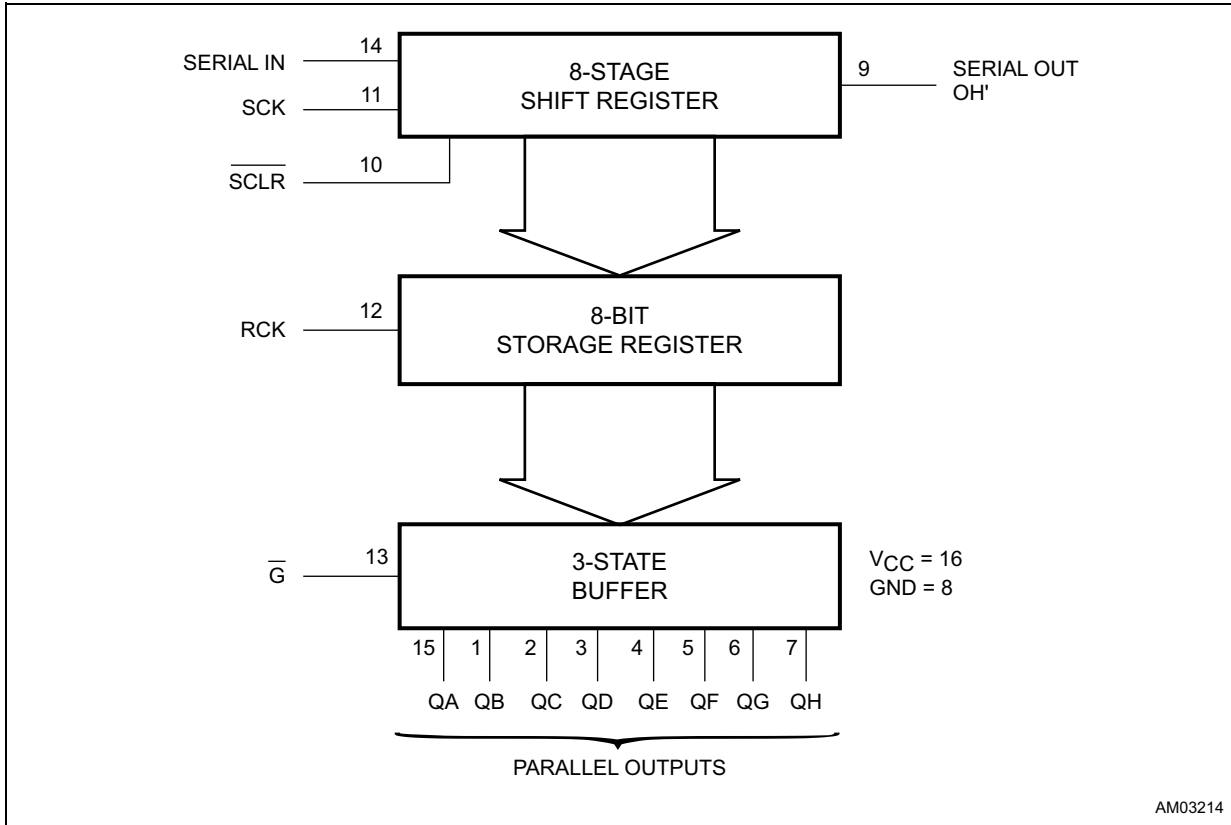 SERIAL IN
14
SCK
11
SCLR
10
8-STAGE
SHIFT REGISTER
9
SERIAL OUT
OH'
RCK
12
8-BIT
STORAGE REGISTER
G
13
3-STATE
BUFFER
VCC = 16
GND = 8
15 1 2 3 4 5 6 7
QA QB QC QD QE QF QG QH
PARALLEL OUTPUTS
AM03214